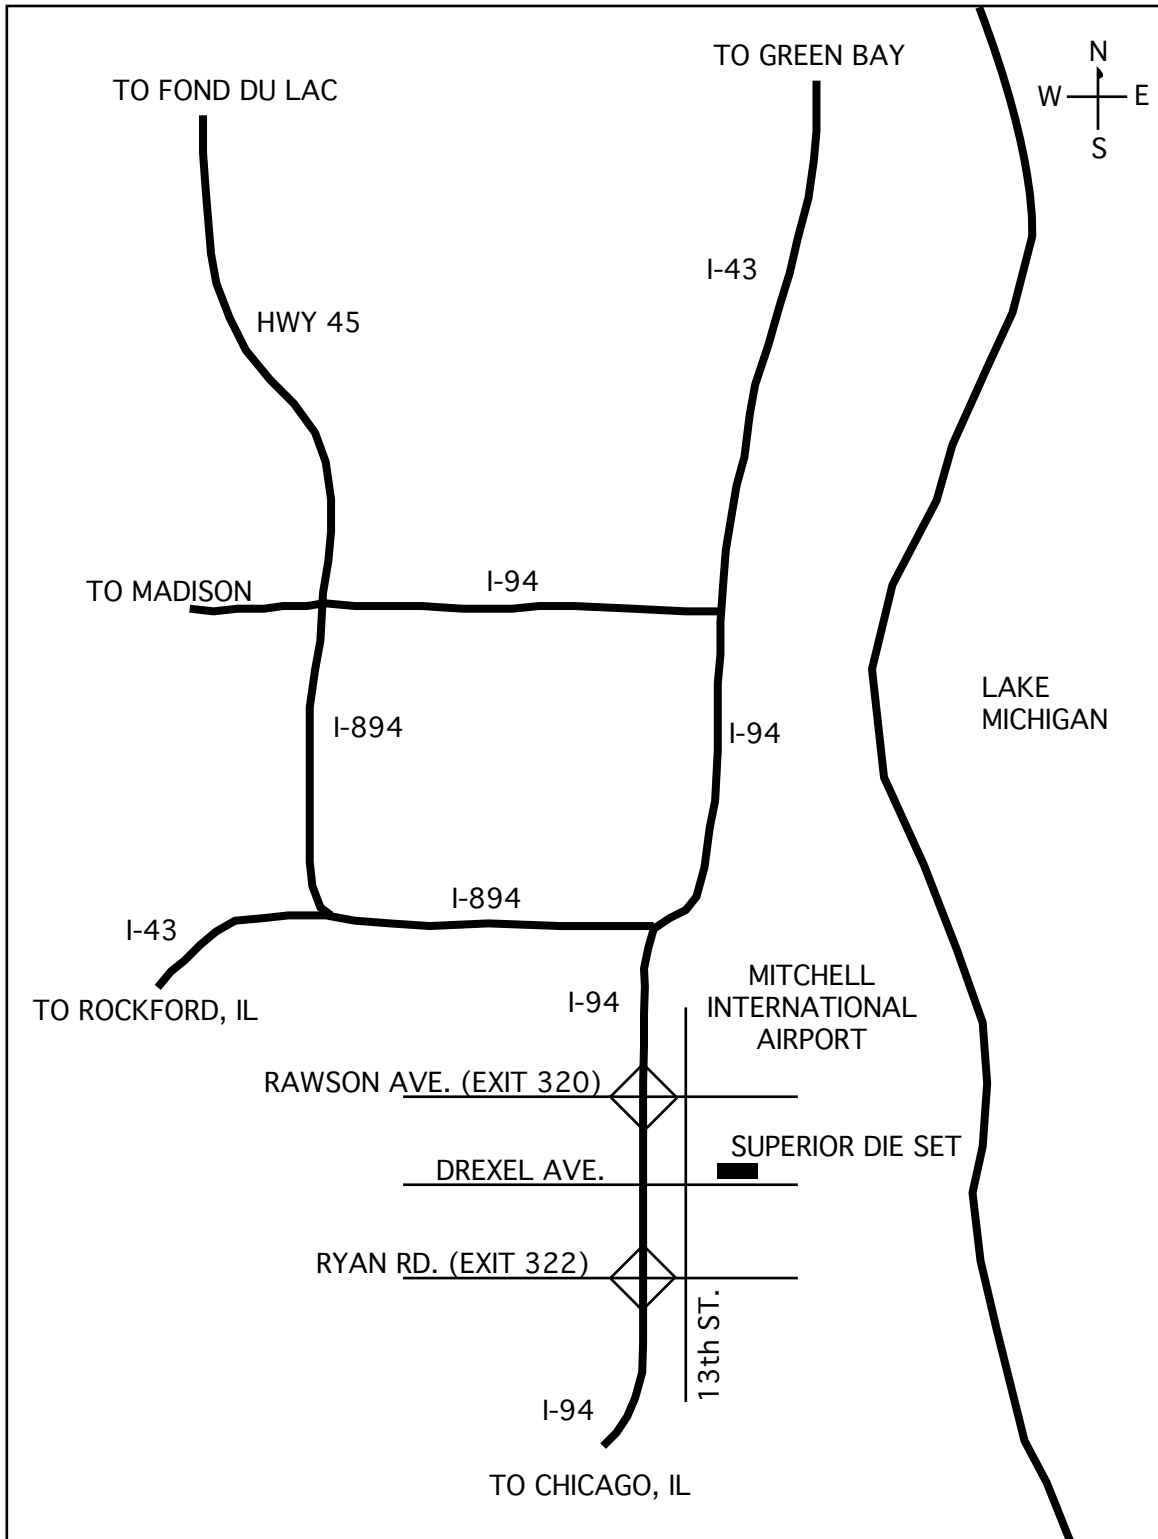 TO GREEN BAY
N
TO FOND DU LAC
W
E
S
I-43
HWY 45
I-94
TO MADISON
LAKE
MICHIGAN
I-894
I-94
I-894
I-43
MITCHELL
INTERNATIONAL
AIRPORT
I-94
TO ROCKFORD, IL
RAWSON AVE. (EXIT 320)
SUPERIOR DIE SET
DREXEL AVE.
RYAN RD. (EXIT 322)
13th ST.
I-94
TO CHICAGO, IL